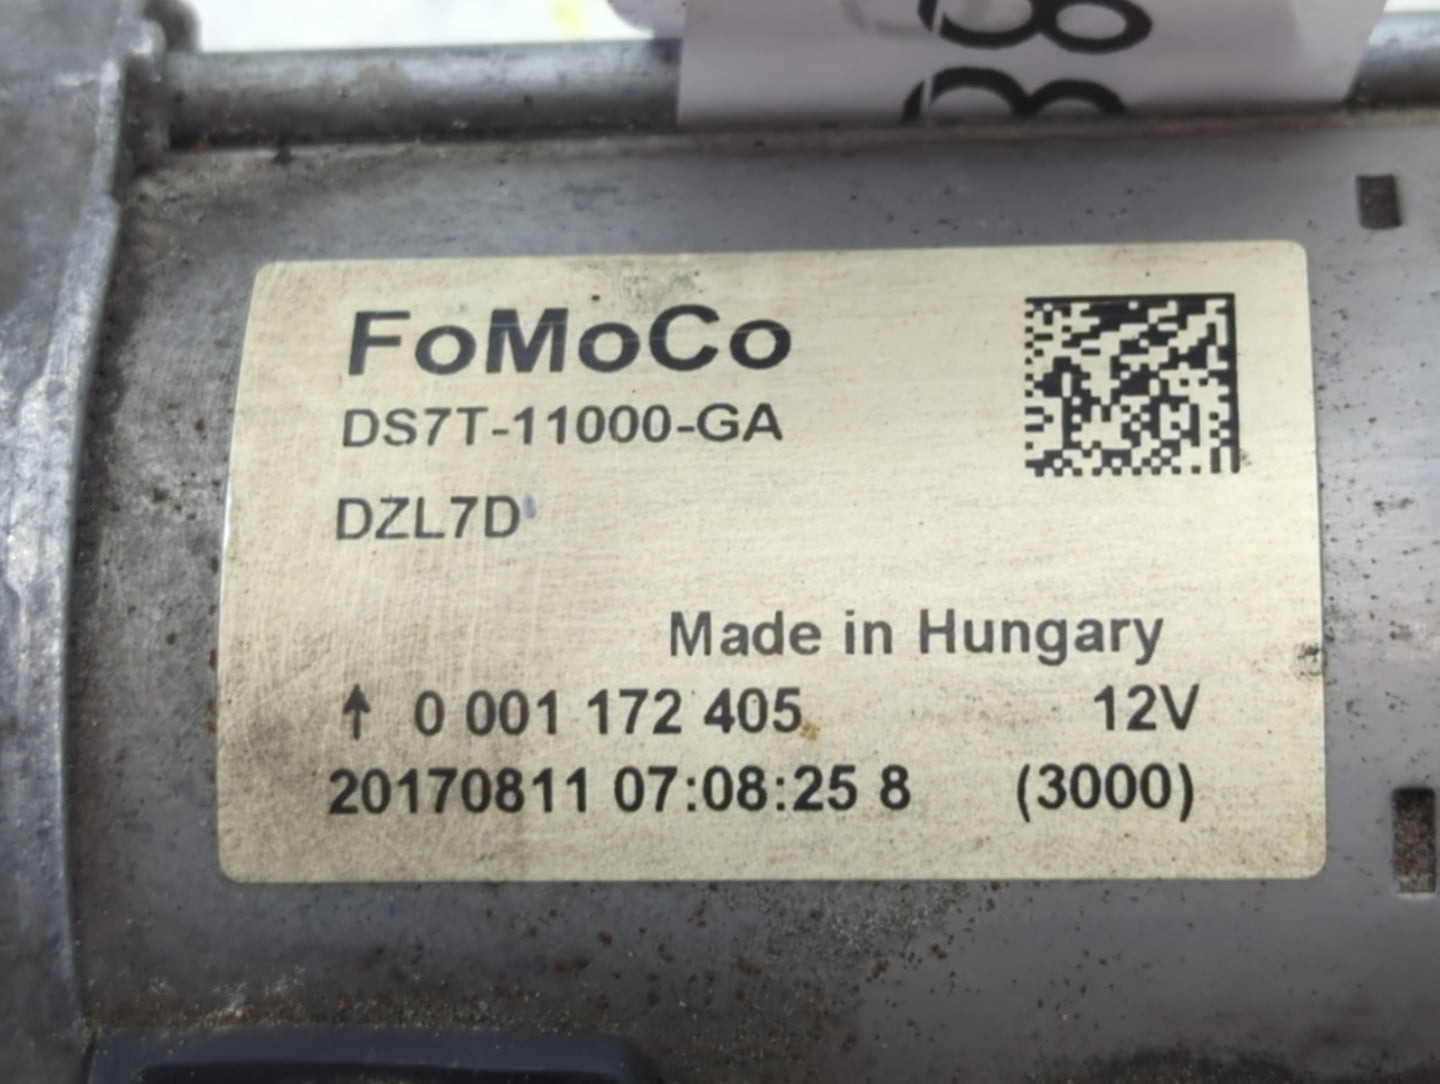 FoMoCo
DS7T-11000-GA
DZL7D
Made in Hungary
↑ 0 001 172 405 12V
20170811 07:08:25 8 (3000)